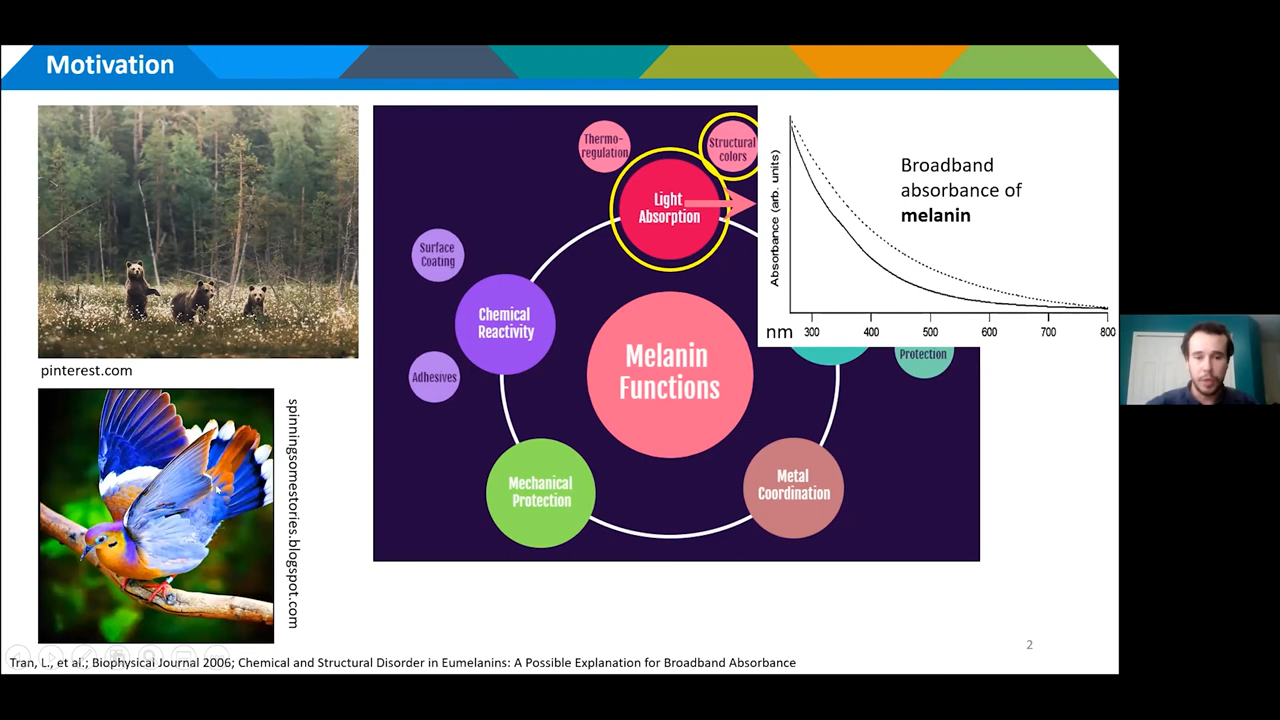 Motivation
pinterest.com
spinningsomestories.blogspot.com
Thermo-
regulation
Structural
colors
Light
Absorption
Surface
Coating
Chemical
Reactivity
Adhesives
Melanin
Functions
Mechanical
Protection
Metal
Coordination
Protection
Absorbance (arb. units)
Broadband
absorbance of
melanin
nm 300 400 500 600 700 800
2
Tran, L., et al.; Biophysical Journal 2006; Chemical and Structural Disorder in Eumelanins: A Possible Explanation for Broadband Absorbance